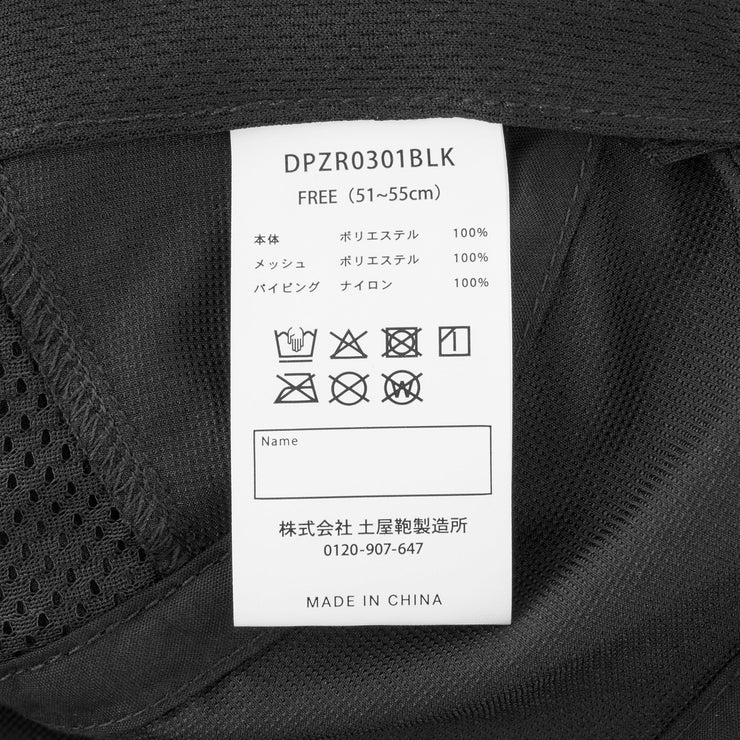 DPZR0301BLK
FREE（51~55cm）
本体 ポリエステル 100%
メッシュ ポリエステル 100%
パイピング ナイロン 100%
1
W
Name
株式会社 土屋鞄製造所
0120-907-647
MADE IN CHINA